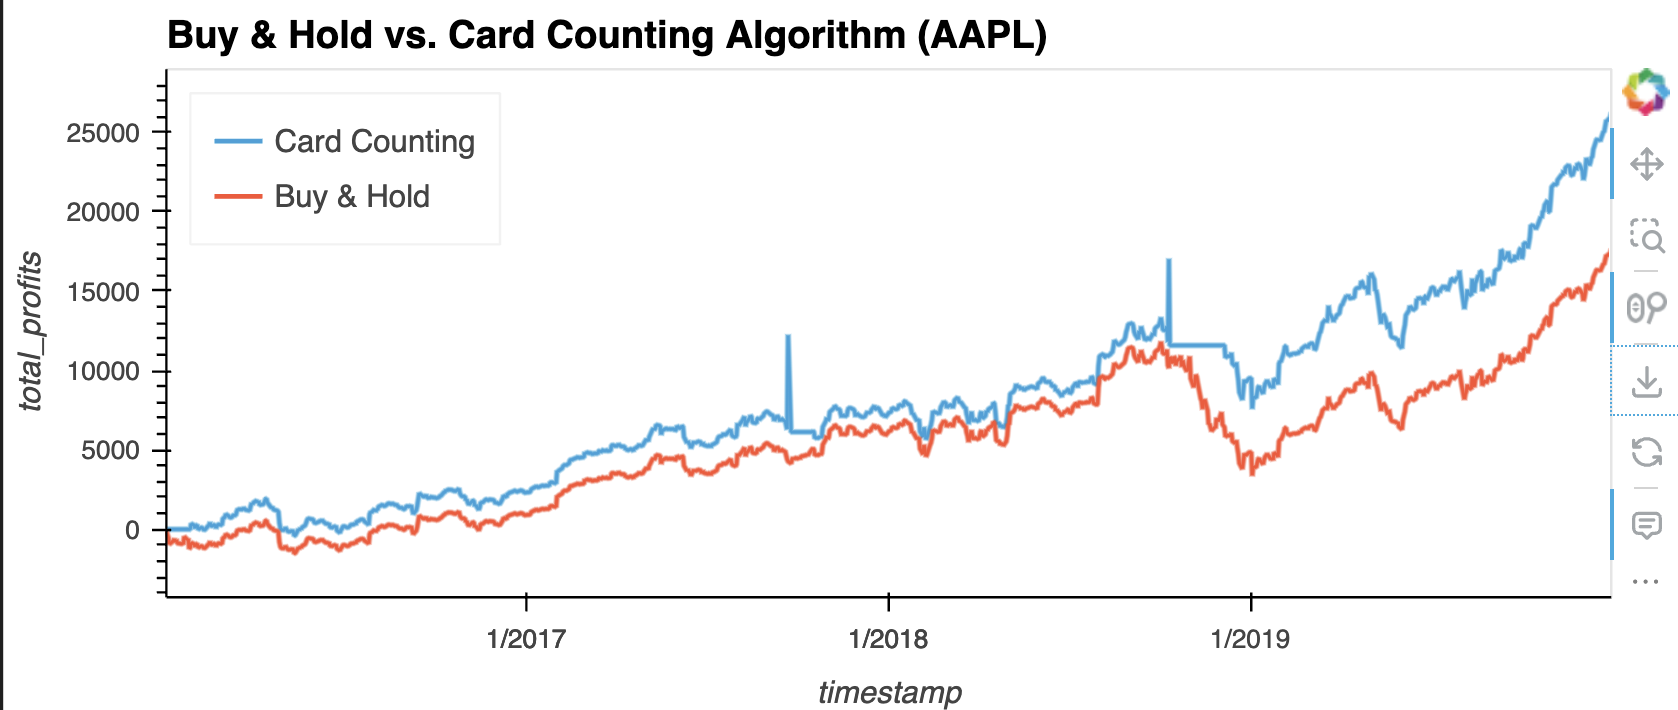 Buy & Hold vs. Card Counting Algorithm (AAPL)
Card Counting
Buy & Hold
25000
20000
15000
10000
5000
0
total_profits
1/2017
1/2018
1/2019
timestamp